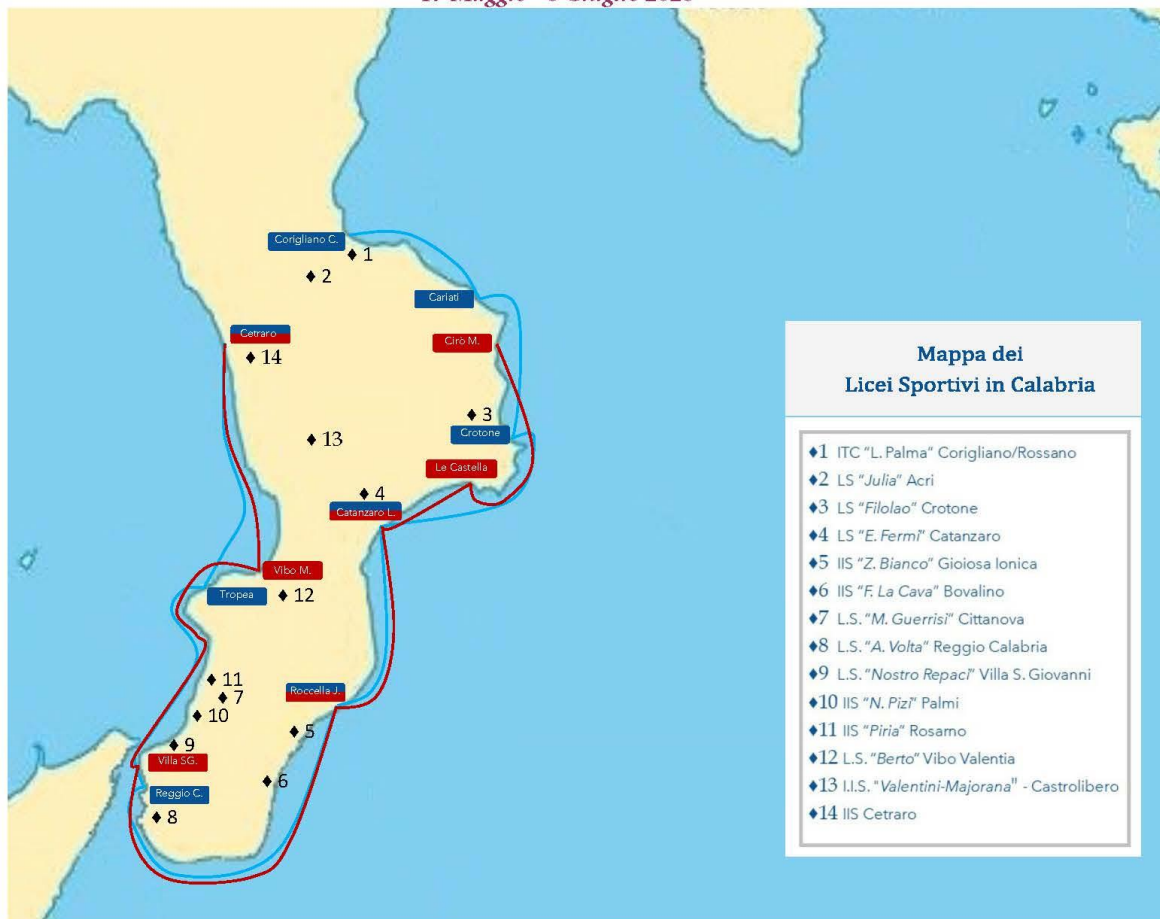 Corigliano C.
1
2
Cariati
Cetraro
Cirò M.
14
3
Crotone
13
Le Castella
4
Catanzaro L.
Vibo M.
Tropea
12
11
7
Roccella J.
10
5
9
Villa SG.
6
Reggio C.
8
Mappa dei
Licei Sportivi in Calabria
♦1 ITC "L. Palma" Corigliano/Rossano
♦2 LS "Julia" Acri
♦3 LS "Filolao" Crotone
♦4 LS "E. Fermi" Catanzaro
♦5 IIS "Z. Bianco" Gioiosa Ionica
♦6 IIS "F. La Cava" Bovalino
♦7 L.S. "M. Guerrisi" Cittanova
♦8 L.S. "A. Volta" Reggio Calabria
♦9 L.S. "Nostro Repaci" Villa S. Giovanni
♦10 IIS "N. Pizi" Palmi
♦11 IIS "Piria" Rosarno
♦12 L.S. "Berto" Vibo Valentia
♦13 I.I.S. "Valentini-Majorana" - Castrolibero
♦14 IIS Cetraro